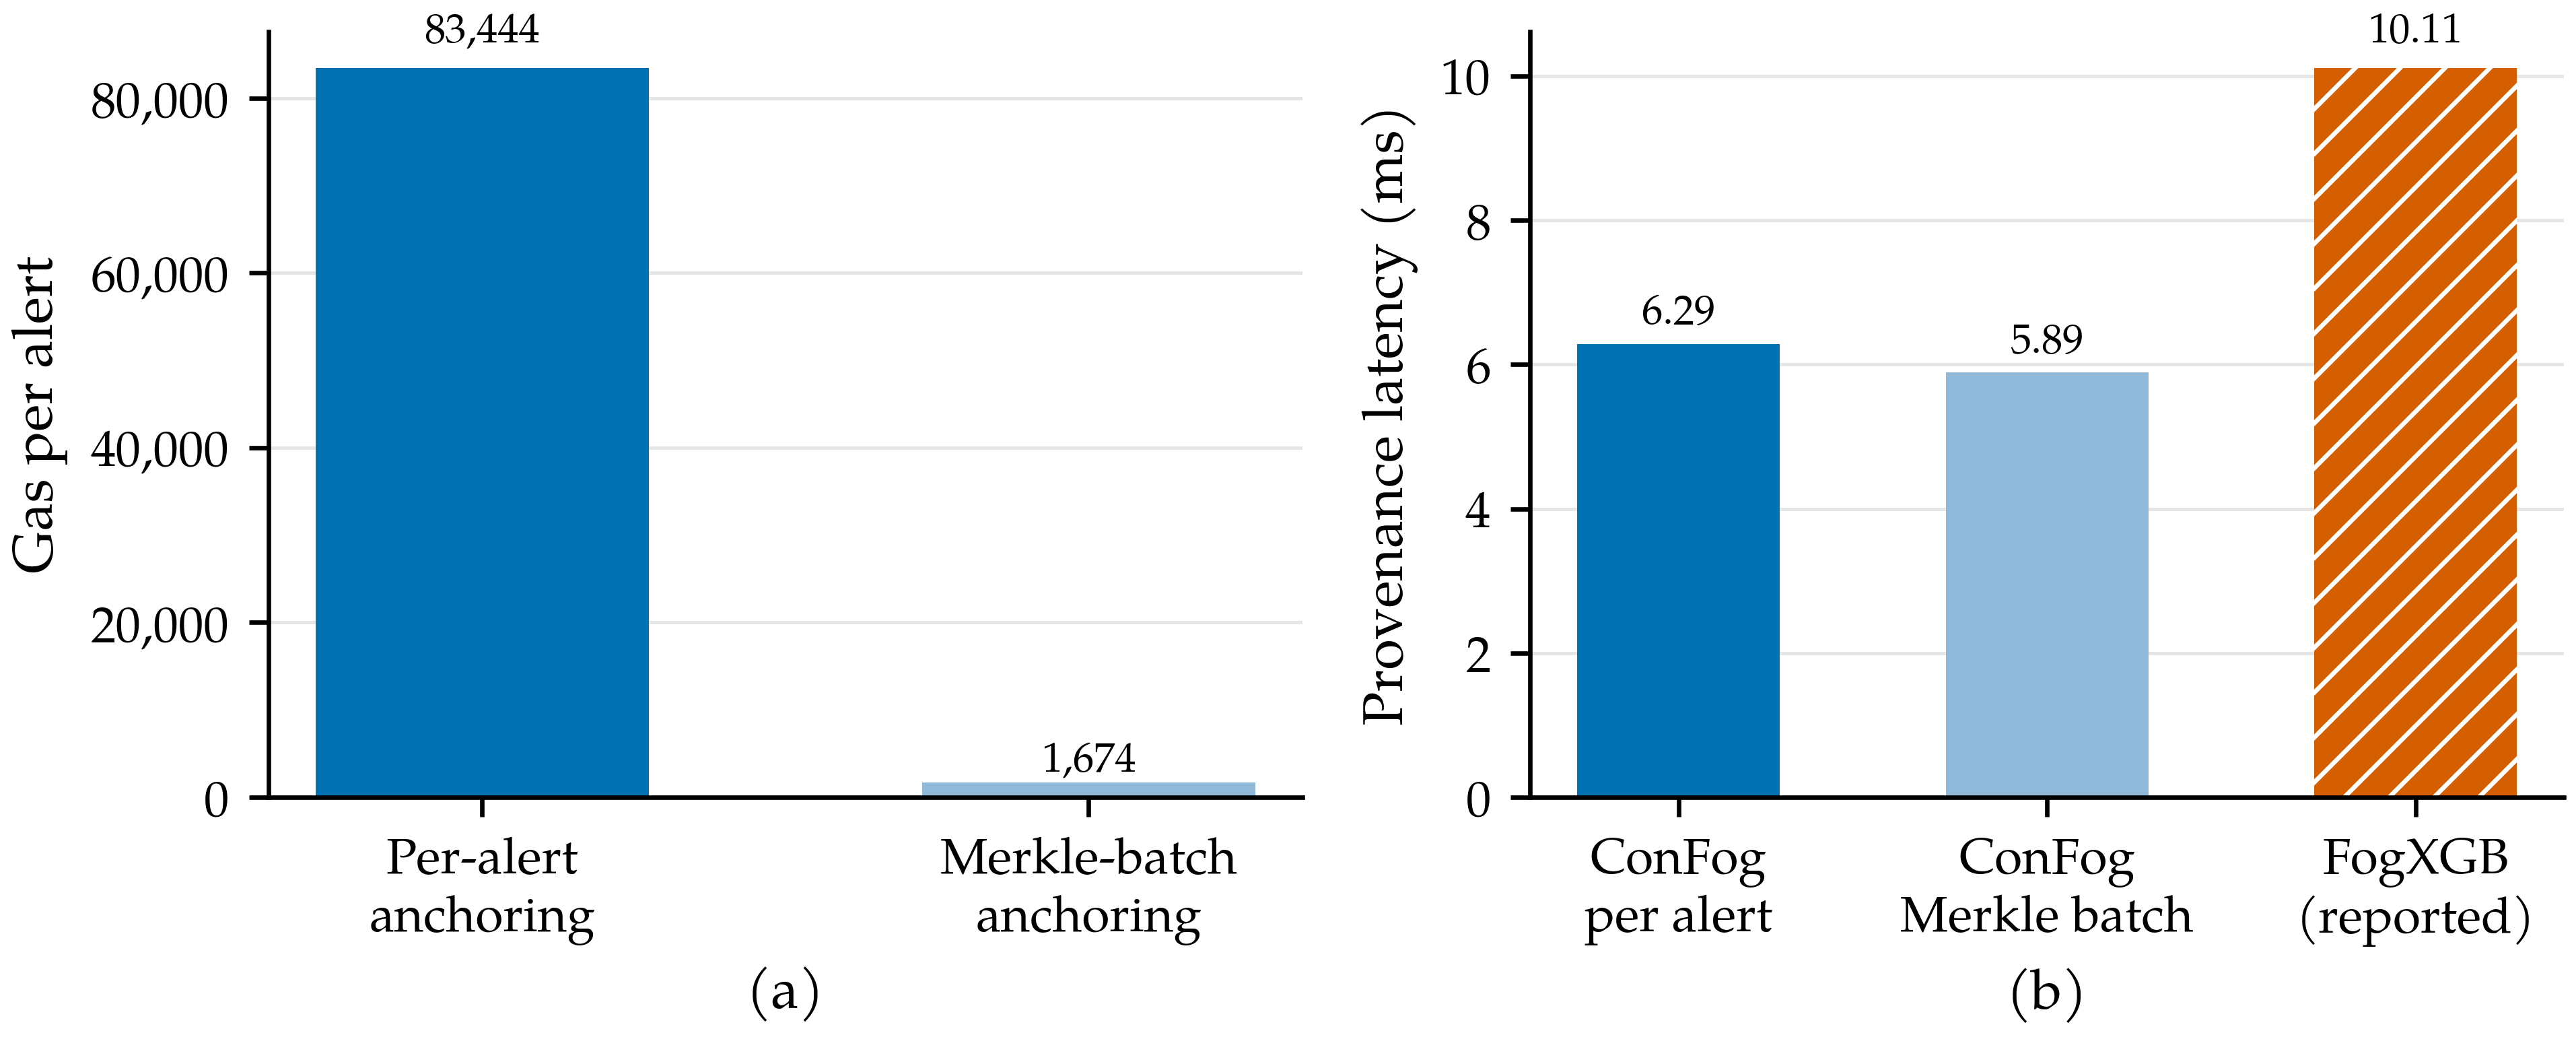 83,444
80,000
60,000
40,000
20,000
0
Gas per alert
1,674
Per-alert
anchoring
Merkle-batch
anchoring
(a)
10.11
10
8
6
4
2
0
Provenance latency (ms)
6.29
5.89
ConFog
per alert
ConFog
Merkle batch
FogXGB
(reported)
(b)